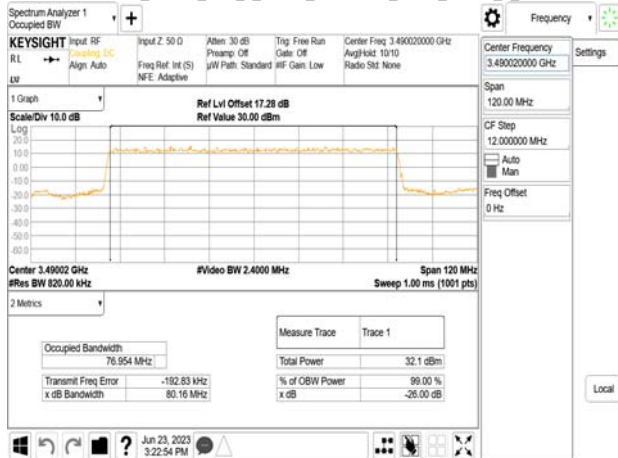 Spectrum Analyzer 1
Occupied BW
+
Frequency
KEYSIGHT
Input: RF
Coupling: DC
Align: Auto
RL
LXI
Input Z: 50 Ω
Freq Ref: Int (S)
NFE: Adaptive
Atten: 30 dB
Preamp: Off
µW Path: Standard
Trig: Free Run
Gate: Off
#IF Gain: Low
Center Freq: 3.490020000 GHz
Avg|Hold: 10/10
Radio Std: None
Center Frequency
3.490020000 GHz
Settings
Span
120.00 MHz
CF Step
12.000000 MHz
Auto
Man
Freq Offset
0 Hz
Local
1 Graph
Scale/Div 10.0 dB
Ref Lvl Offset 17.28 dB
Ref Value 30.00 dBm
Log
20.0
10.0
0.00
-10.0
-20.0
-30.0
-40.0
-50.0
-60.0
Center 3.49002 GHz
#Res BW 820.00 kHz
#Video BW 2.4000 MHz
Span 120 MHz
Sweep 1.00 ms (1001 pts)
2 Metrics
Measure Trace Trace 1
Occupied Bandwidth
76.954 MHz
Total Power 32.1 dBm
Transmit Freq Error -192.83 kHz
% of OBW Power 99.00 %
x dB Bandwidth 80.16 MHz
x dB -26.00 dB
?
Jun 23, 2023
3:22:54 PM